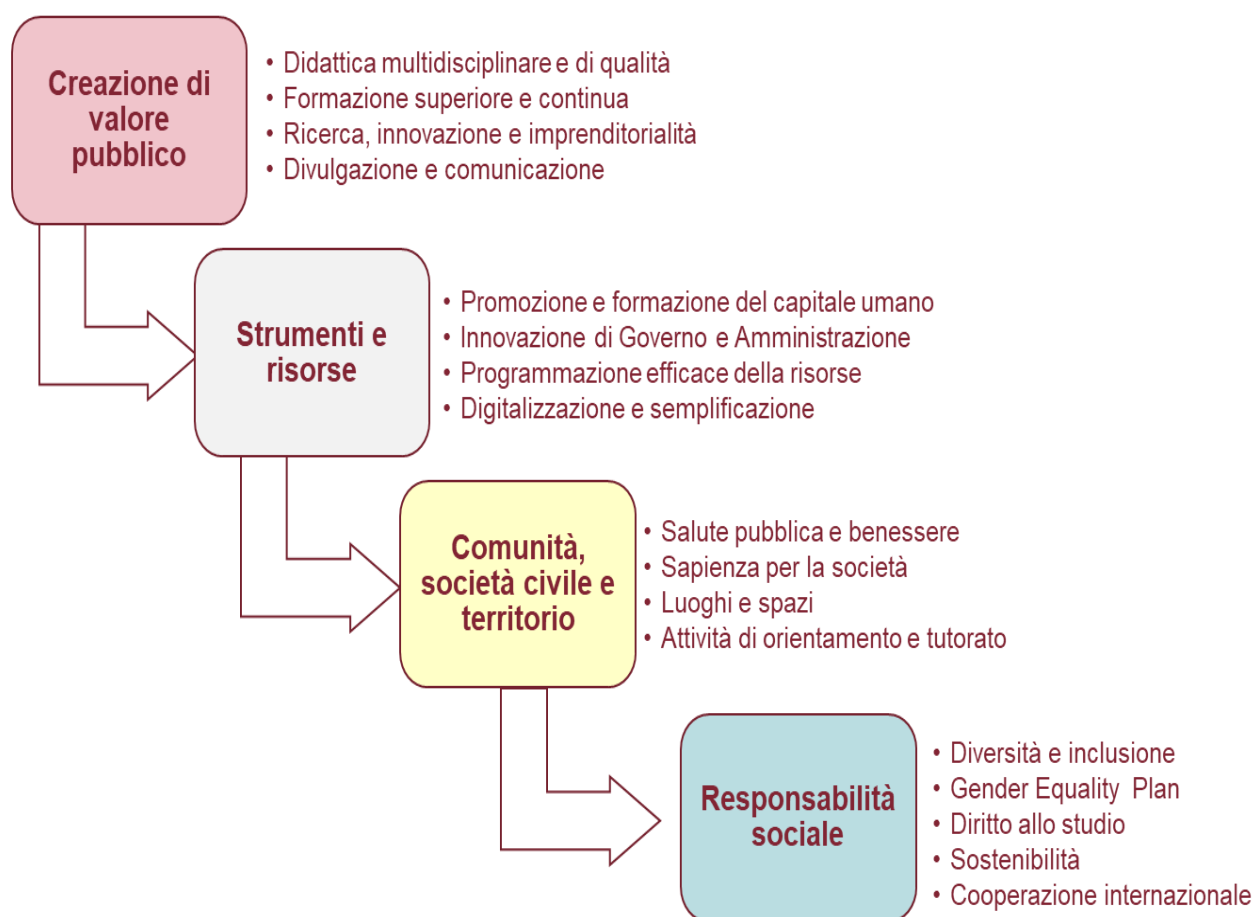 Creazione di
valore
pubblico
• Didattica multidisciplinare e di qualità
• Formazione superiore e continua
• Ricerca, innovazione e imprenditorialità
• Divulgazione e comunicazione
Strumenti e
risorse
• Promozione e formazione del capitale umano
• Innovazione di Governo e Amministrazione
• Programmazione efficace della risorse
• Digitalizzazione e semplificazione
Comunità,
società civile e
territorio
• Salute pubblica e benessere
• Sapienza per la società
• Luoghi e spazi
• Attività di orientamento e tutorato
Responsabilità
sociale
• Diversità e inclusione
• Gender Equality Plan
• Diritto allo studio
• Sostenibilità
• Cooperazione internazionale